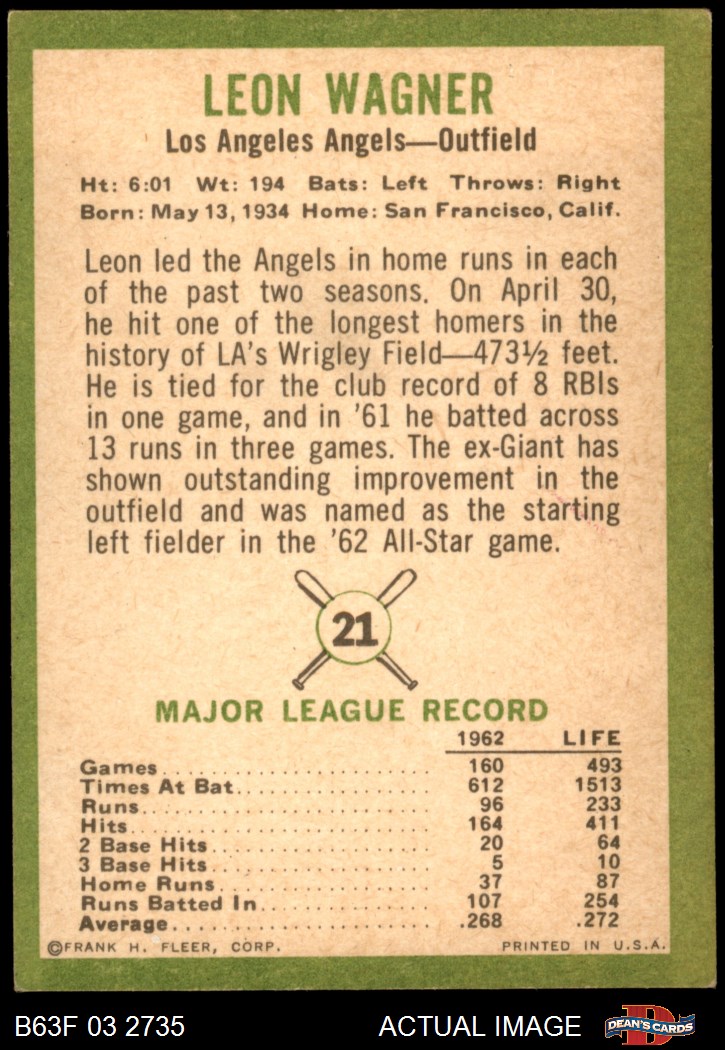 LEON WAGNER
Los Angeles Angels—Outfield
Ht: 6:01 Wt: 194 Bats: Left Throws: Right
Born: May 13, 1934 Home: San Francisco, Calif.
Leon led the Angels in home runs in each
of the past two seasons. On April 30,
he hit one of the longest homers in the
history of LA's Wrigley Field—473½ feet.
He is tied for the club record of 8 RBIs
in one game, and in '61 he batted across
13 runs in three games. The ex-Giant has
shown outstanding improvement in the
outfield and was named as the starting
left fielder in the '62 All-Star game.
21
MAJOR LEAGUE RECORD
1962 LIFE
Games 160 493
Times At Bat 612 1513
Runs 96 233
Hits 164 411
2 Base Hits 20 64
3 Base Hits 5 10
Home Runs 37 87
Runs Batted In 107 254
Average .268 .272
©FRANK H. FLEER, CORP. PRINTED IN U.S.A.
B63F 03 2735 ACTUAL IMAGE D DEAN'S CARDS